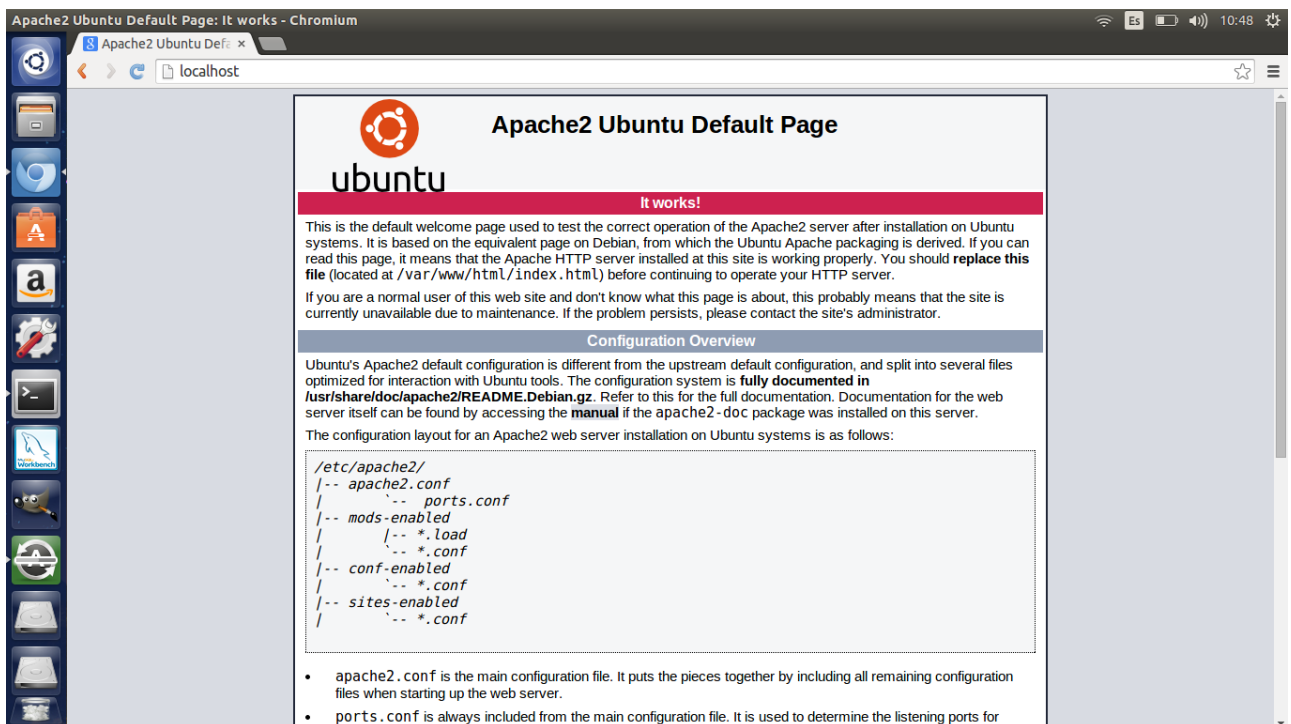 Apache2 Ubuntu Default Page: It works - Chromium
Es
10:48
Apache2 Ubuntu Defa
localhost
ubuntu
Apache2 Ubuntu Default Page
It works!
This is the default welcome page used to test the correct operation of the Apache2 server after installation on Ubuntu
systems. It is based on the equivalent page on Debian, from which the Ubuntu Apache packaging is derived. If you can
read this page, it means that the Apache HTTP server installed at this site is working properly. You should replace this
file (located at /var/www/html/index.html) before continuing to operate your HTTP server.
If you are a normal user of this web site and don't know what this page is about, this probably means that the site is
currently unavailable due to maintenance. If the problem persists, please contact the site's administrator.
Configuration Overview
Ubuntu's Apache2 default configuration is different from the upstream default configuration, and split into several files
optimized for interaction with Ubuntu tools. The configuration system is fully documented in
/usr/share/doc/apache2/README.Debian.gz. Refer to this for the full documentation. Documentation for the web
server itself can be found by accessing the manual if the apache2-doc package was installed on this server.
The configuration layout for an Apache2 web server installation on Ubuntu systems is as follows:
/etc/apache2/
|-- apache2.conf
|       `--  ports.conf
|-- mods-enabled
|       |-- *.load
|       `-- *.conf
|-- conf-enabled
|       `-- *.conf
|-- sites-enabled
|       `-- *.conf
• apache2.conf is the main configuration file. It puts the pieces together by including all remaining configuration
files when starting up the web server.
• ports.conf is always included from the main configuration file. It is used to determine the listening ports for
A
a
>_
Workbench
A